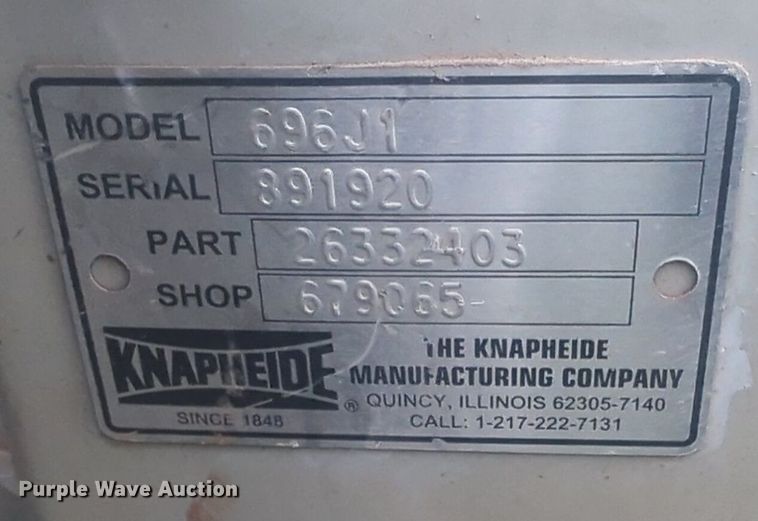 MODEL 696J1
SERIAL 891920
PART 26332403
SHOP 679065-
KNAPHEIDE ®
SINCE 1848
THE KNAPHEIDE
MANUFACTURING COMPANY
QUINCY, ILLINOIS 62305-7140
CALL: 1-217-222-7131
Purple Wave Auction